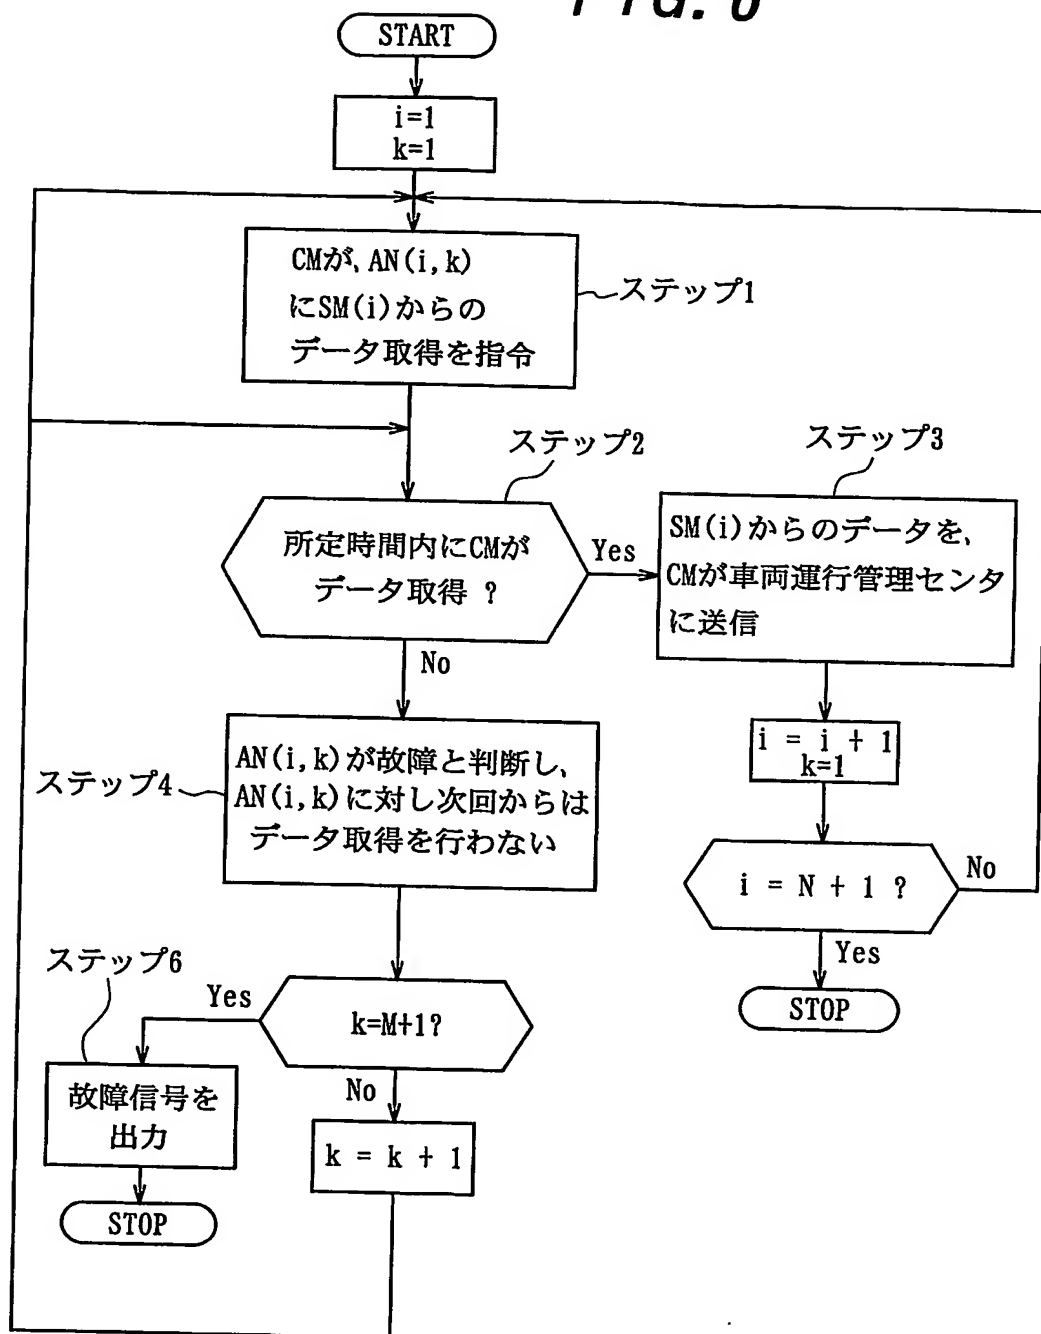 START
i=1
k=1
CMが、AN(i,k)
にSM(i)からの
データ取得を指令
ステップ1
ステップ2
ステップ3
所定時間内にCMが
データ取得 ?
Yes
SM(i)からのデータを、
CMが車両運行管理センタ
に送信
No
i = i + 1
k=1
AN(i,k)が故障と判断し、
AN(i,k)に対し次回からは
データ取得を行わない
ステップ4
i = N + 1 ?
No
Yes
STOP
ステップ6
Yes
k=M+1?
No
故障信号を
出力
k = k + 1
STOP